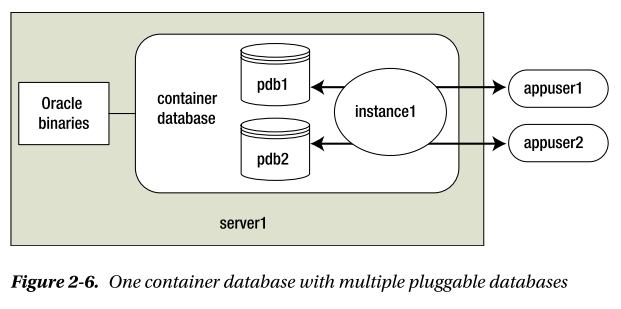 pdb1
appuser1
Oracle
binaries
container
database
instance1
appuser2
pdb2
server1
Figure 2-6. One container database with multiple pluggable databases